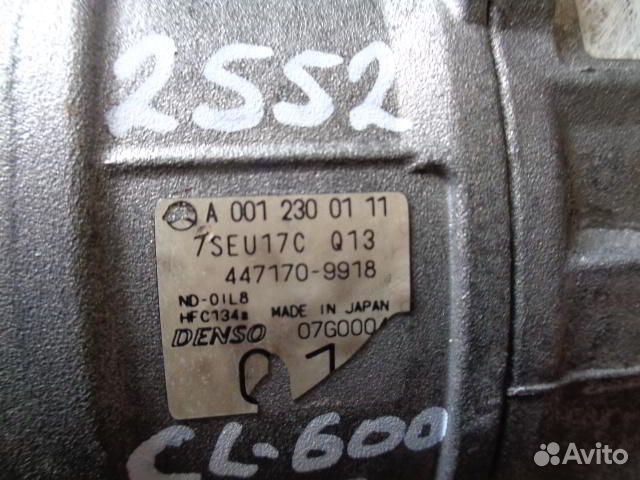 2552
A 001 230 01 11
7SEU17C Q13
447170-9918
ND-OIL8
HFC134a MADE IN JAPAN
DENSO 07G0004
CL-600
Avito